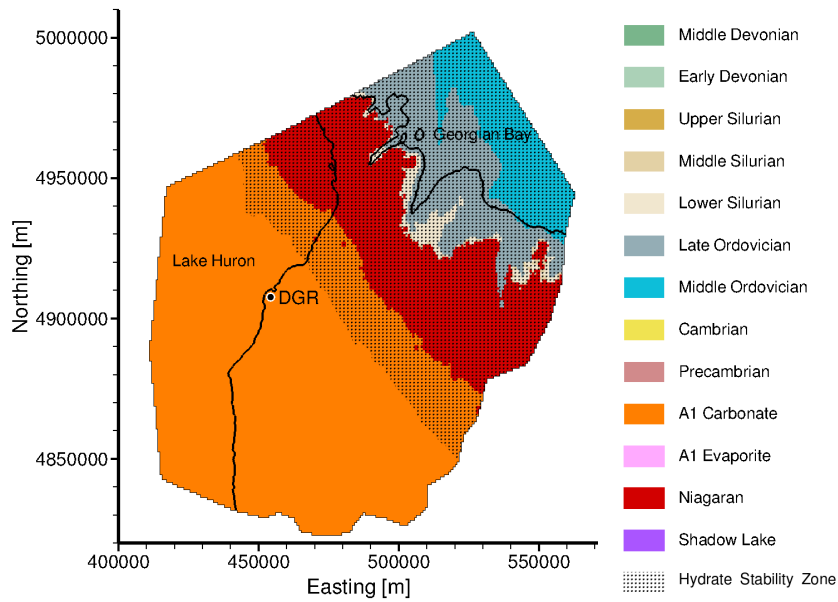 5000000
4950000
4900000
4850000
Northing [m]
400000
450000
500000
550000
Easting [m]
Georgian Bay
Lake Huron
DGR
Middle Devonian
Early Devonian
Upper Silurian
Middle Silurian
Lower Silurian
Late Ordovician
Middle Ordovician
Cambrian
Precambrian
A1 Carbonate
A1 Evaporite
Niagaran
Shadow Lake
Hydrate Stability Zone